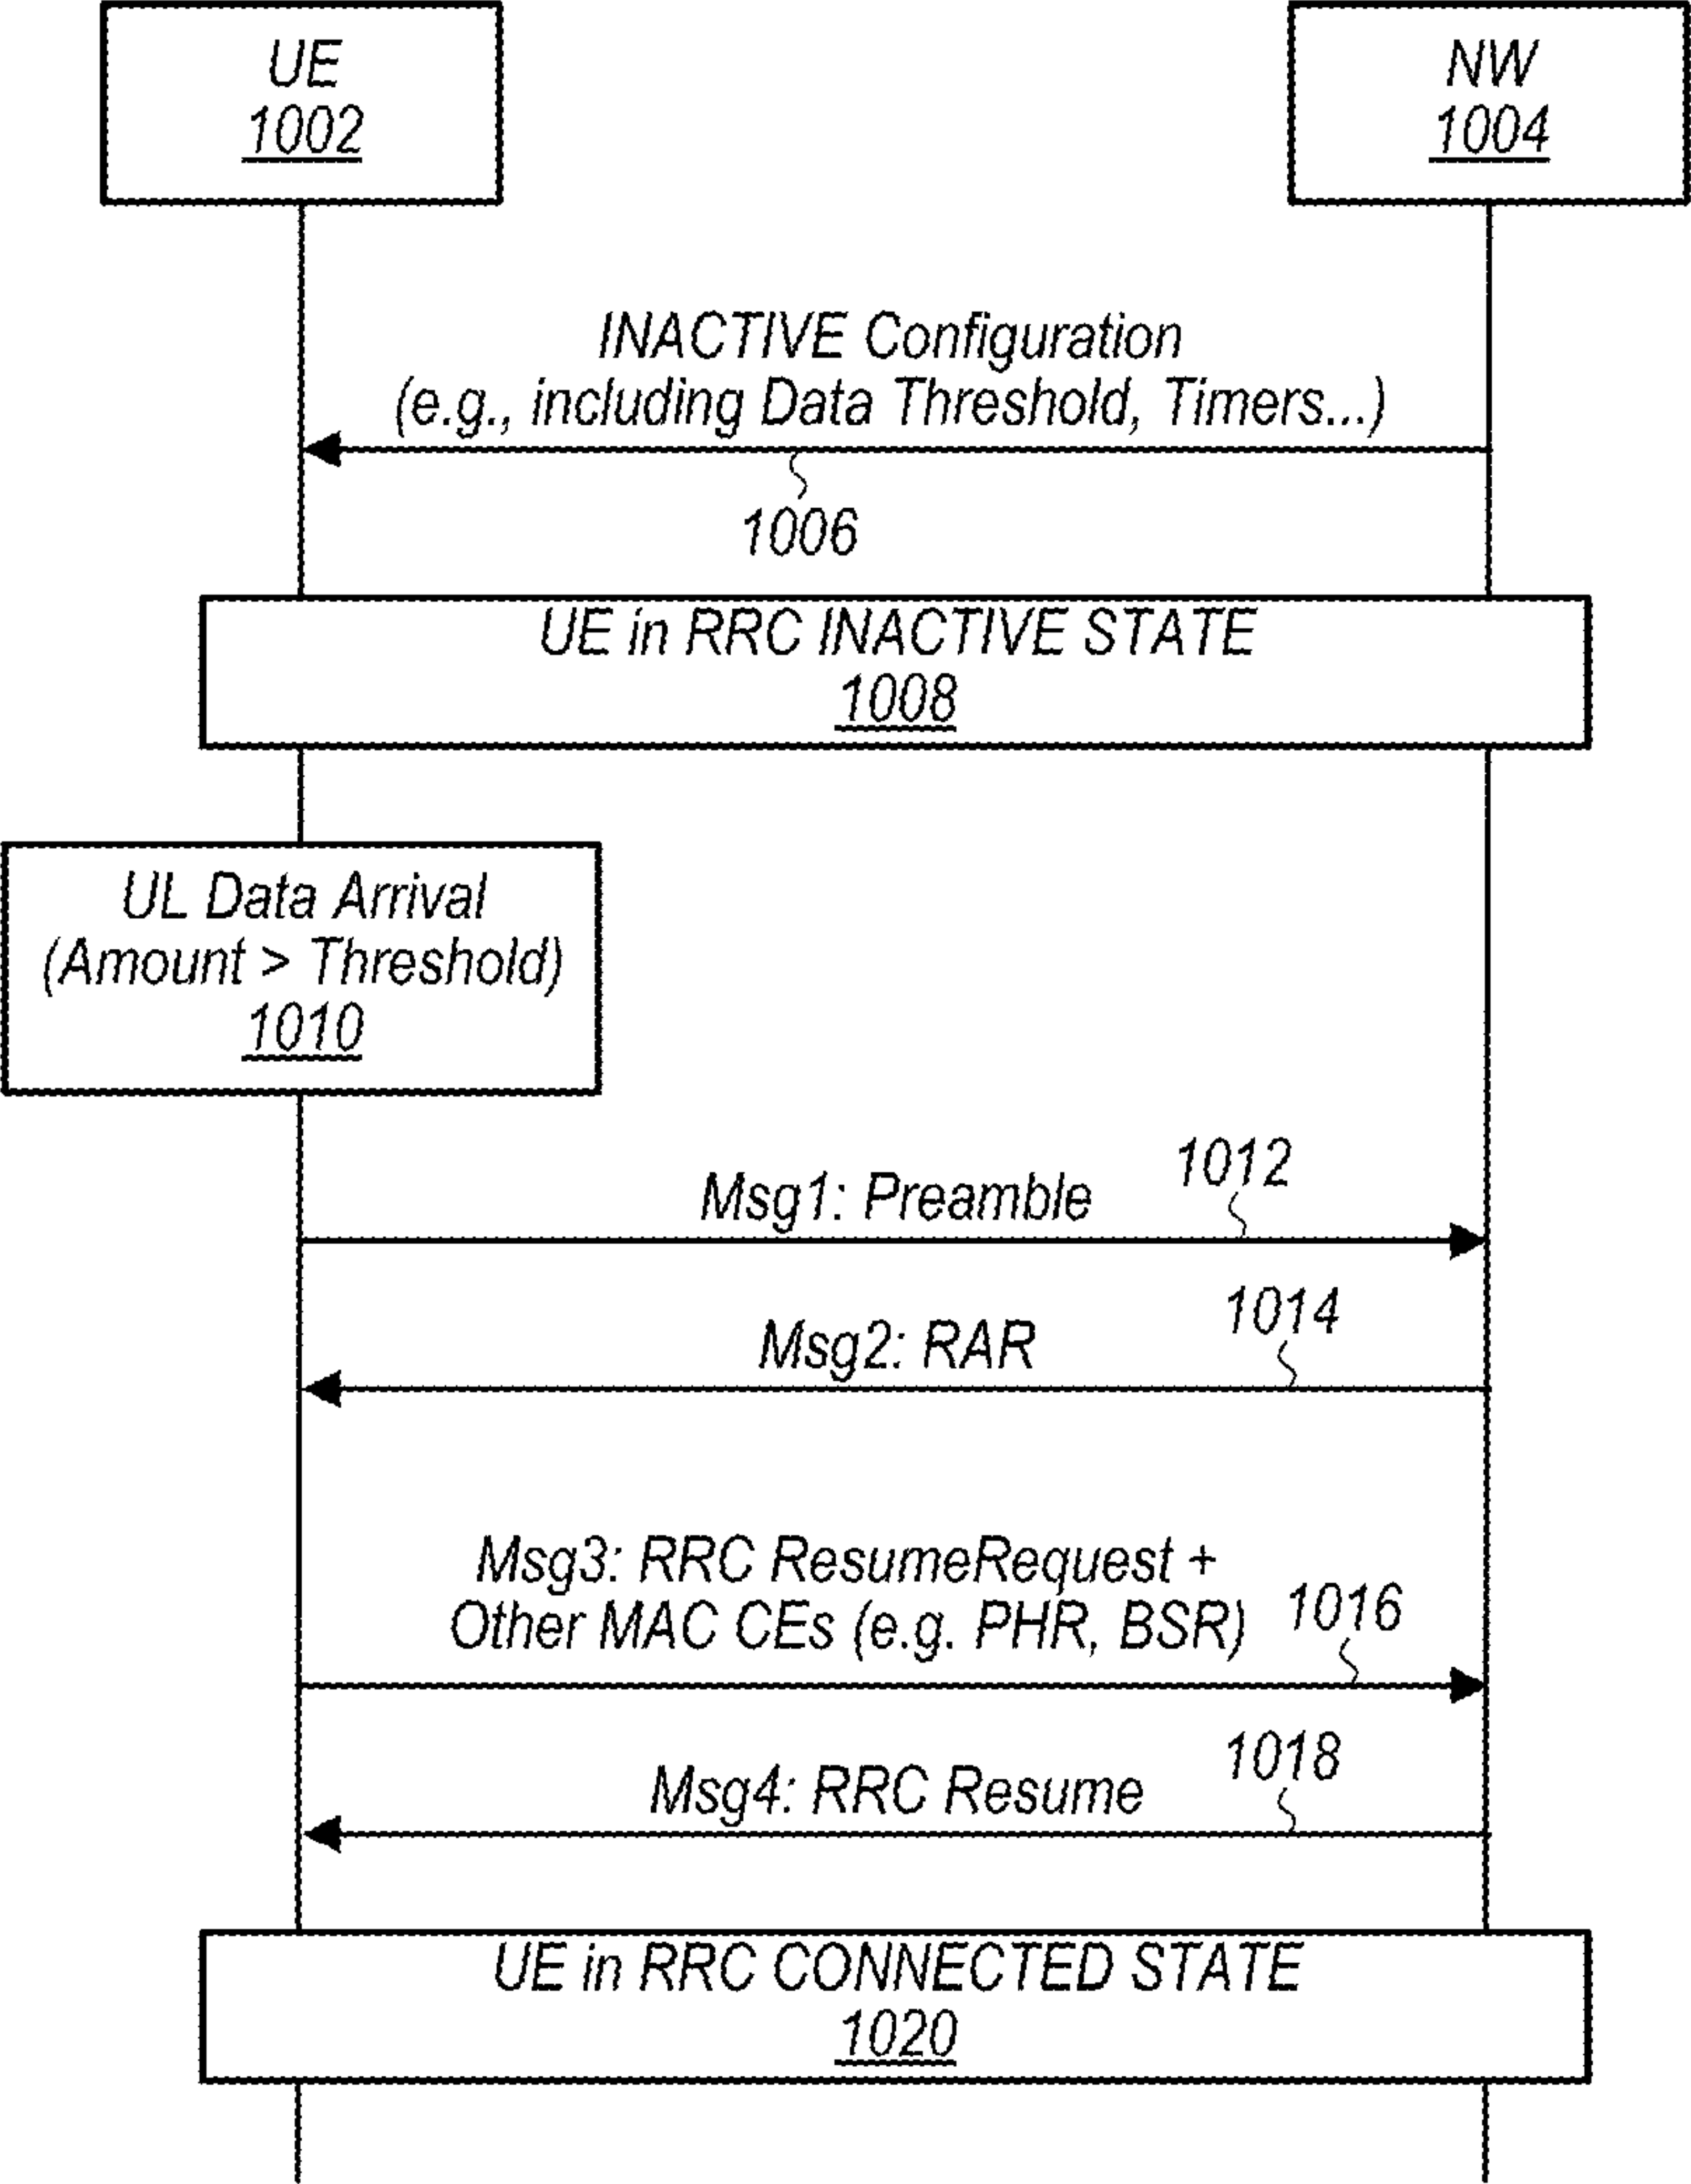 UE
1002
NW
1004
INACTIVE Configuration
(e.g., including Data Threshold, Timers...)
1006
UE in RRC INACTIVE STATE
1008
UL Data Arrival
(Amount > Threshold)
1010
1012
Msg1: Preamble
1014
Msg2: RAR
Msg3: RRC ResumeRequest +
Other MAC CEs (e.g. PHR, BSR)
1016
1018
Msg4: RRC Resume
UE in RRC CONNECTED STATE
1020